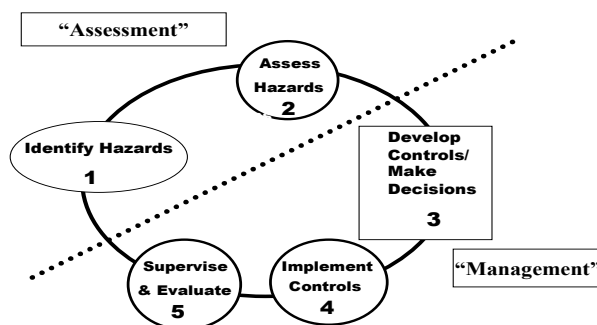 “Assessment”
Assess
Hazards
2
Identify Hazards
1
Develop
Controls/
Make
Decisions
3
Supervise
& Evaluate
5
Implement
Controls
4
“Management”